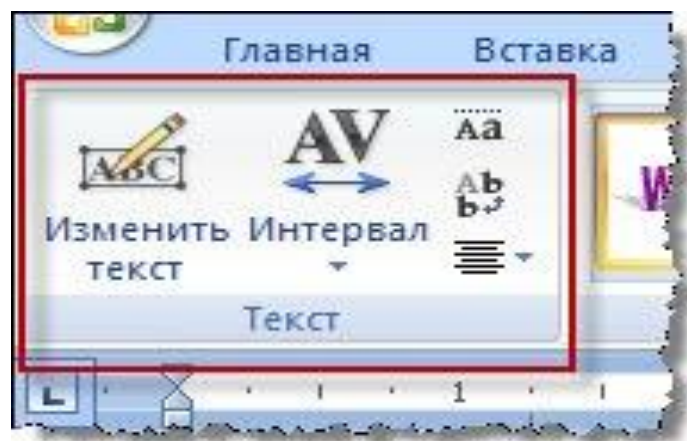 Главная Вставка
ABC AV Aa
Ab
b
Изменить Интервал
текст
Текст
W
L 1